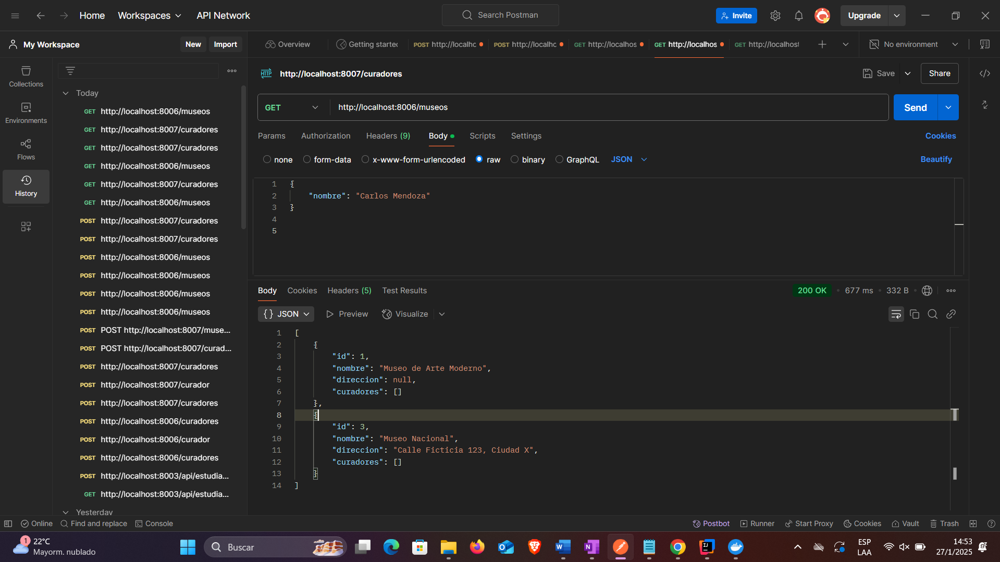 Home Workspaces API Network Search Postman Invite Upgrade
My Workspace New Import Overview Getting started POST http://localho POST http://localho GET http://localhos GET http://localhos GET http://localhost No environment
Collections
Environments
Flows
History
Today
GET http://localhost:8006/museos
GET http://localhost:8007/curadores
GET http://localhost:8007/curadores
GET http://localhost:8006/museos
GET http://localhost:8007/curadores
GET http://localhost:8006/museos
POST http://localhost:8007/curadores
POST http://localhost:8007/curadores
POST http://localhost:8006/museos
POST http://localhost:8006/museos
POST http://localhost:8006/museos
POST http://localhost:8006/museos
POST POST http://localhost:8007/muse...
POST POST http://localhost:8007/curad...
POST http://localhost:8007/curadores
POST http://localhost:8007/curador
POST http://localhost:8007/curadores
POST http://localhost:8006/curadores
POST http://localhost:8006/curador
POST http://localhost:8006/curadores
POST http://localhost:8003/api/estudia...
GET http://localhost:8003/api/estudia...
Yesterday
HTTP http://localhost:8007/curadores Save Share
GET http://localhost:8006/museos Send
Params Authorization Headers (9) Body Scripts Settings Cookies
none form-data x-www-form-urlencoded raw binary GraphQL JSON Beautify
1 {
2 "nombre": "Carlos Mendoza"
3 }
4
5
Body Cookies Headers (5) Test Results 200 OK • 677 ms • 332 B •
{} JSON Preview Visualize
1 [
2 {
3 "id": 1,
4 "nombre": "Museo de Arte Moderno",
5 "direccion": null,
6 "curadores": []
7 },
8 {
9 "id": 3,
10 "nombre": "Museo Nacional",
11 "direccion": "Calle Ficticia 123, Ciudad X",
12 "curadores": []
13 }
14 ]
Online Find and replace Console Postbot Runner Start Proxy Cookies Vault Trash
1 22°C
Mayorm. nublado
Buscar
ESP
LAA
14:53
27/1/2025